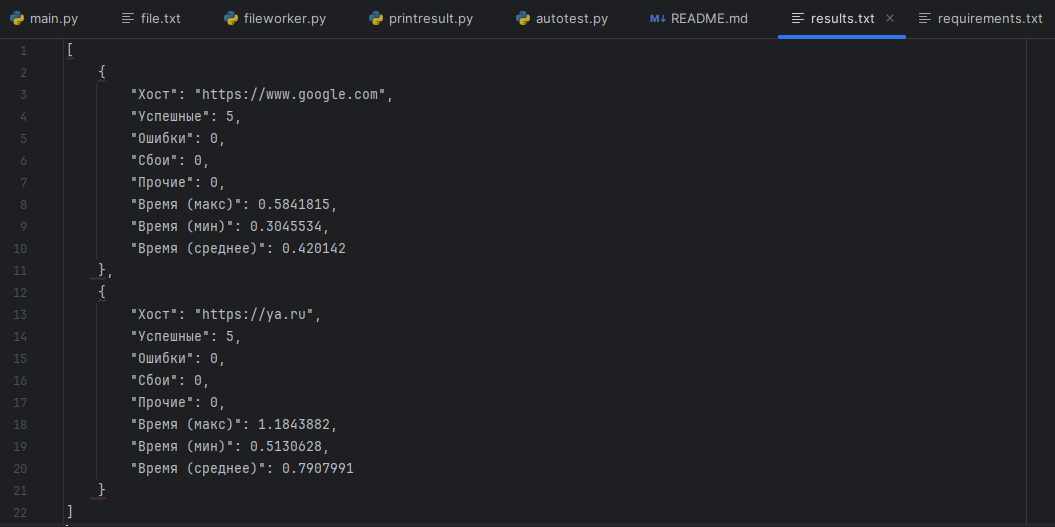 main.py file.txt fileworker.py printresult.py autotest.py M↓ README.md results.txt × requirements.txt
1 [
2 {
3 "Хост": "https://www.google.com",
4 "Успешные": 5,
5 "Ошибки": 0,
6 "Сбои": 0,
7 "Прочие": 0,
8 "Время (макс)": 0.5841815,
9 "Время (мин)": 0.3045534,
10 "Время (среднее)": 0.420142
11 },
12 {
13 "Хост": "https://ya.ru",
14 "Успешные": 5,
15 "Ошибки": 0,
16 "Сбои": 0,
17 "Прочие": 0,
18 "Время (макс)": 1.1843882,
19 "Время (мин)": 0.5130628,
20 "Время (среднее)": 0.7907991
21 }
22 ]